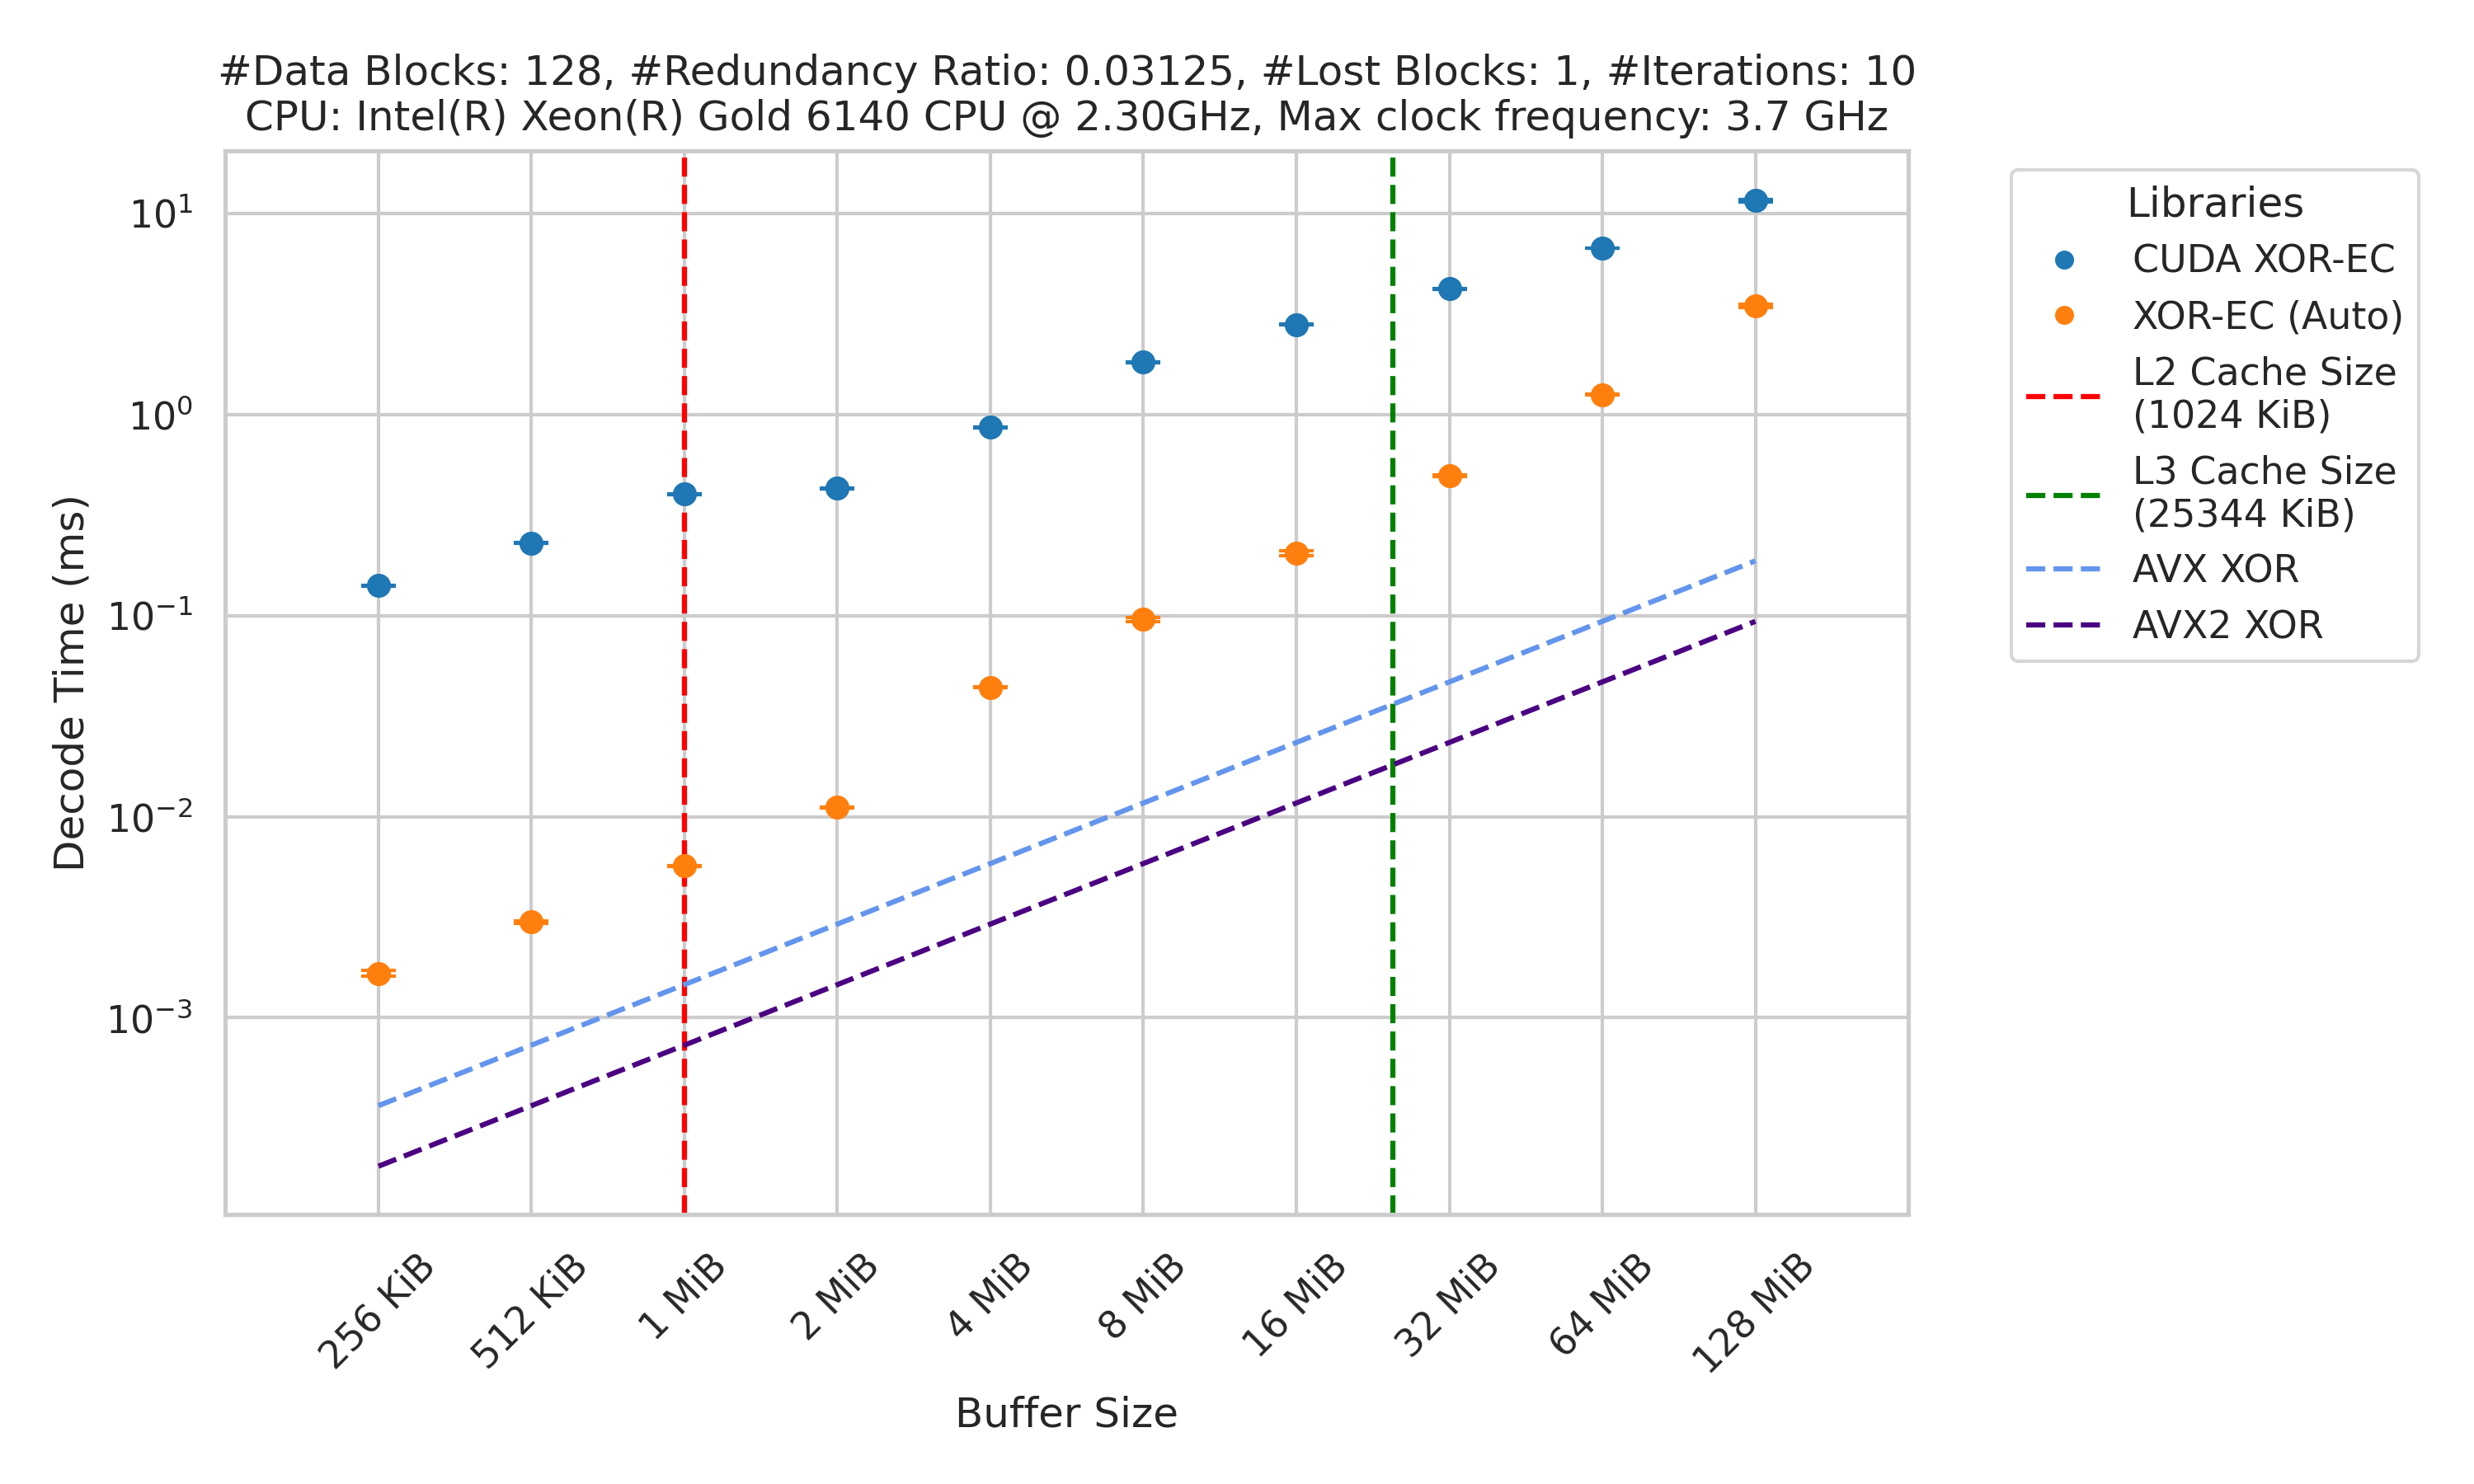 #Data Blocks: 128, #Redundancy Ratio: 0.03125, #Lost Blocks: 1, #Iterations: 10
CPU: Intel(R) Xeon(R) Gold 6140 CPU @ 2.30GHz, Max clock frequency: 3.7 GHz
Decode Time (ms)
10¹
10⁰
10⁻¹
10⁻²
10⁻³
256 KiB
512 KiB
1 MiB
2 MiB
4 MiB
8 MiB
16 MiB
32 MiB
64 MiB
128 MiB
Buffer Size
Libraries
CUDA XOR-EC
XOR-EC (Auto)
L2 Cache Size
(1024 KiB)
L3 Cache Size
(25344 KiB)
AVX XOR
AVX2 XOR